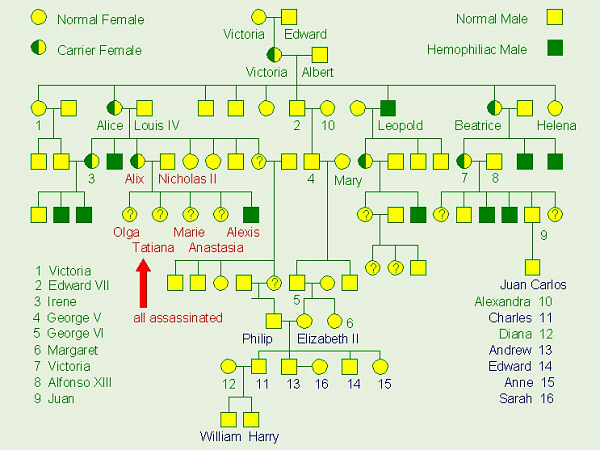 Normal Female
Carrier Female
Normal Male
Hemophiliac Male
Victoria Edward
Victoria Albert
1 Alice Louis IV 2 10 Leopold Beatrice Helena
? 
3 Alix Nicholas II 4 Mary 7 8
? ? ? ? ? ? ?
Olga Marie Alexis
Tatiana Anastasia
9
? ?
?
5
all assassinated
6
Philip Elizabeth II
12 11 13 16 14 15
William Harry
1 Victoria
2 Edward VII
3 Irene
4 George V
5 George VI
6 Margaret
7 Victoria
8 Alfonso XIII
9 Juan
Juan Carlos
Alexandra 10
Charles 11
Diana 12
Andrew 13
Edward 14
Anne 15
Sarah 16